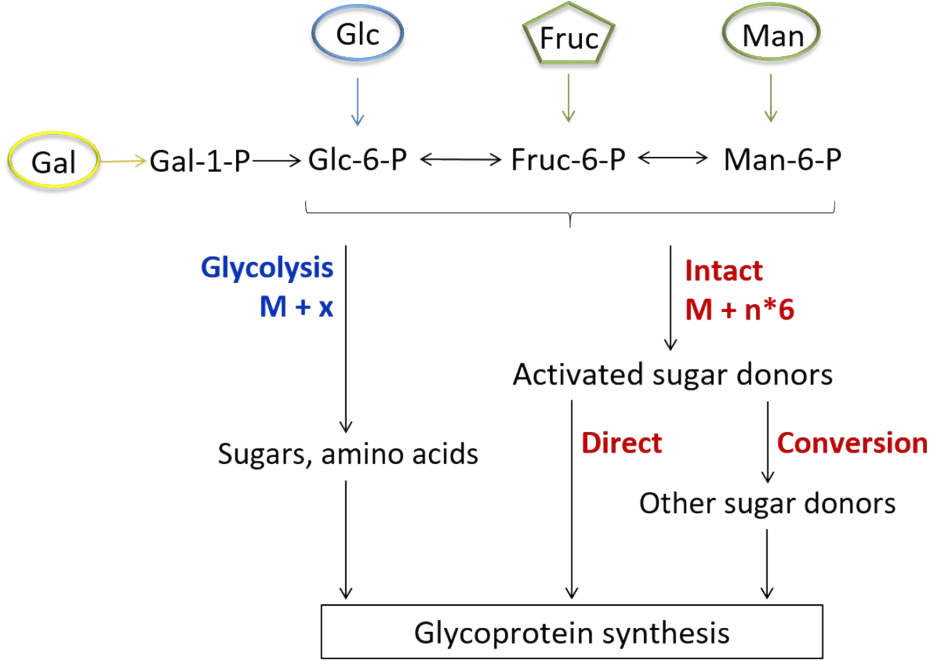 Glc
Fruc
Man
Gal
Gal-1-P
Glc-6-P
Fruc-6-P
Man-6-P
Glycolysis
M + x
Intact
M + n*6
Activated sugar donors
Sugars, amino acids
Direct
Conversion
Other sugar donors
Glycoprotein synthesis